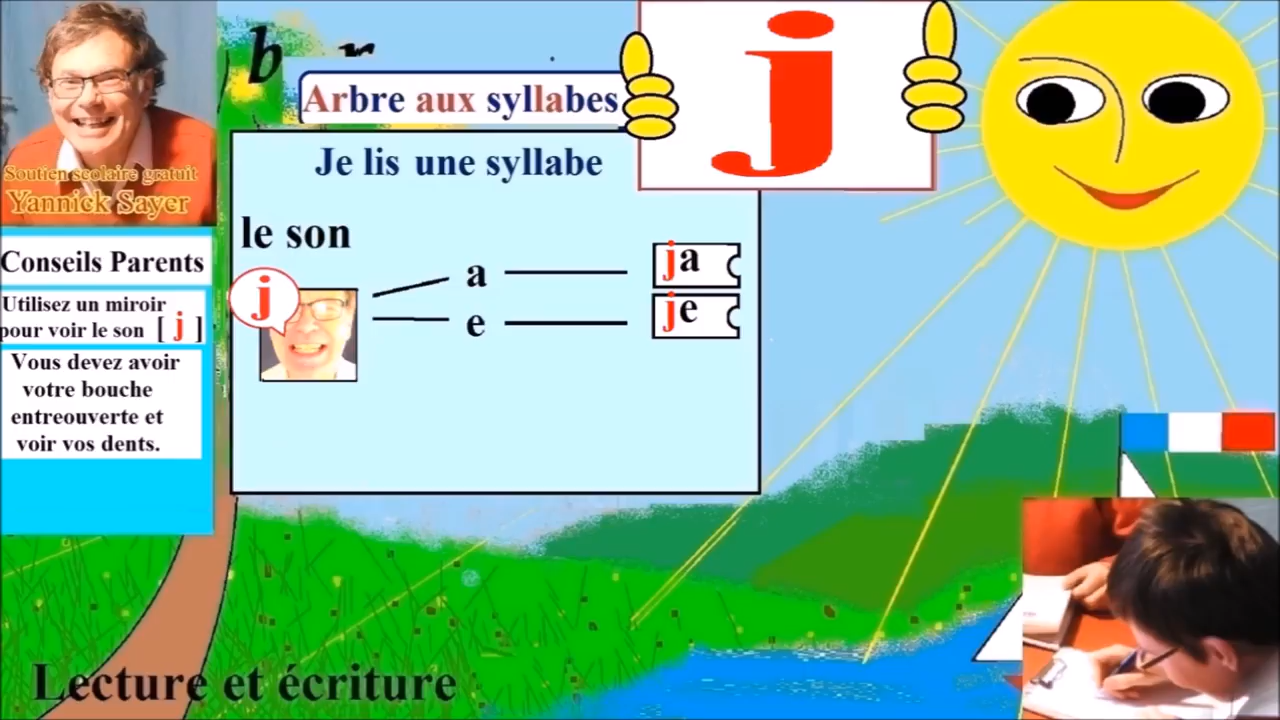 b r
Arbre aux syllabes
j
Je lis une syllabe
Soutien scolaire gratuit
Yannick Sayer
le son
Conseils Parents
Utilisez un miroir
pour voir le son [ j ]
Vous devez avoir
votre bouche
entreouverte et
voir vos dents.
j
a
ja
e
je
Lecture et écriture